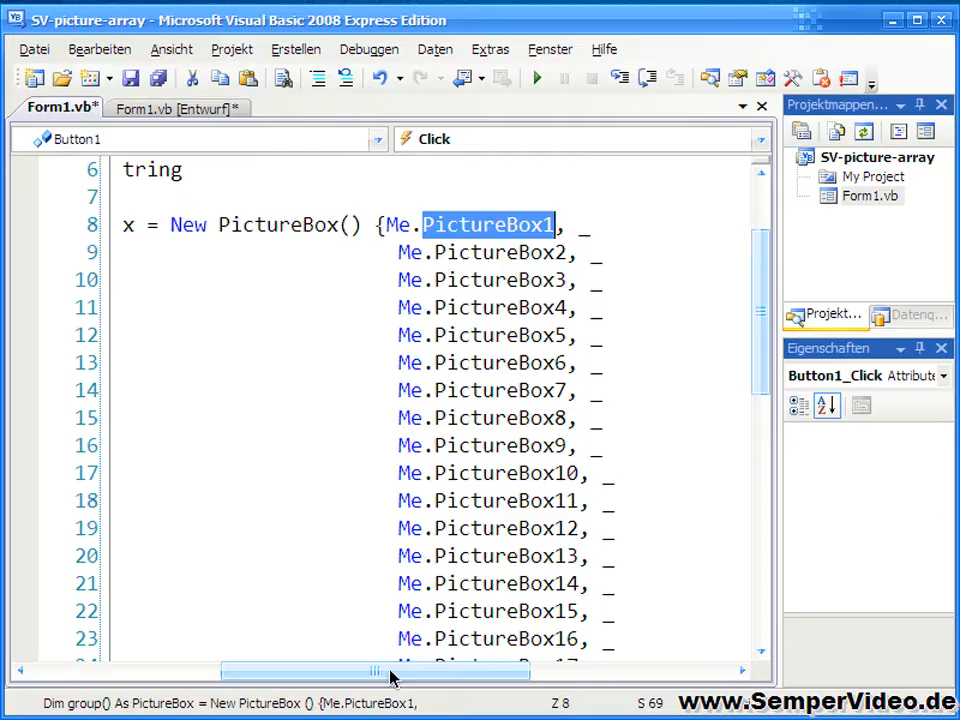 SV-picture-array - Microsoft Visual Basic 2008 Express Edition
Datei Bearbeiten Ansicht Projekt Erstellen Debuggen Daten Extras Fenster Hilfe
Form1.vb* Form1.vb [Entwurf]*
Button1 Click
6 tring
7
8 x = New PictureBox() {Me.PictureBox1, _
9 Me.PictureBox2, _
10 Me.PictureBox3, _
11 Me.PictureBox4, _
12 Me.PictureBox5, _
13 Me.PictureBox6, _
14 Me.PictureBox7, _
15 Me.PictureBox8, _
16 Me.PictureBox9, _
17 Me.PictureBox10, _
18 Me.PictureBox11, _
19 Me.PictureBox12, _
20 Me.PictureBox13, _
21 Me.PictureBox14, _
22 Me.PictureBox15, _
23 Me.PictureBox16, _
Projektmappen...
SV-picture-array
My Project
Form1.vb
Projekt... Datenq...
Eigenschaften
Button1_Click Attribute
Dim group() As PictureBox = New PictureBox () {Me.PictureBox1, Z 8 S 69
www.SemperVideo.de